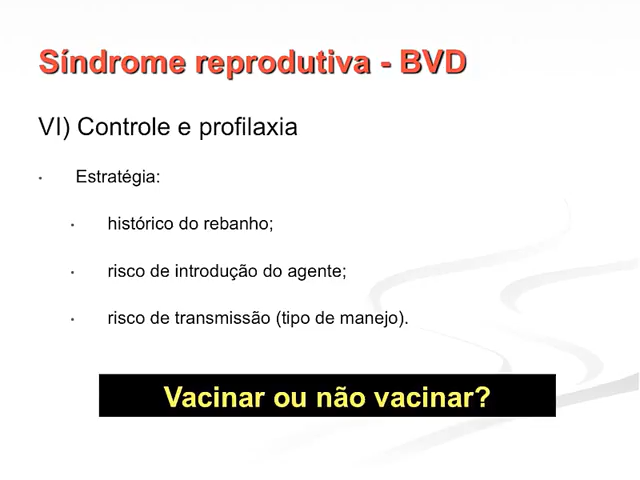 Síndrome reprodutiva - BVD
VI) Controle e profilaxia
• Estratégia:
• histórico do rebanho;
• risco de introdução do agente;
• risco de transmissão (tipo de manejo).
Vacinar ou não vacinar?